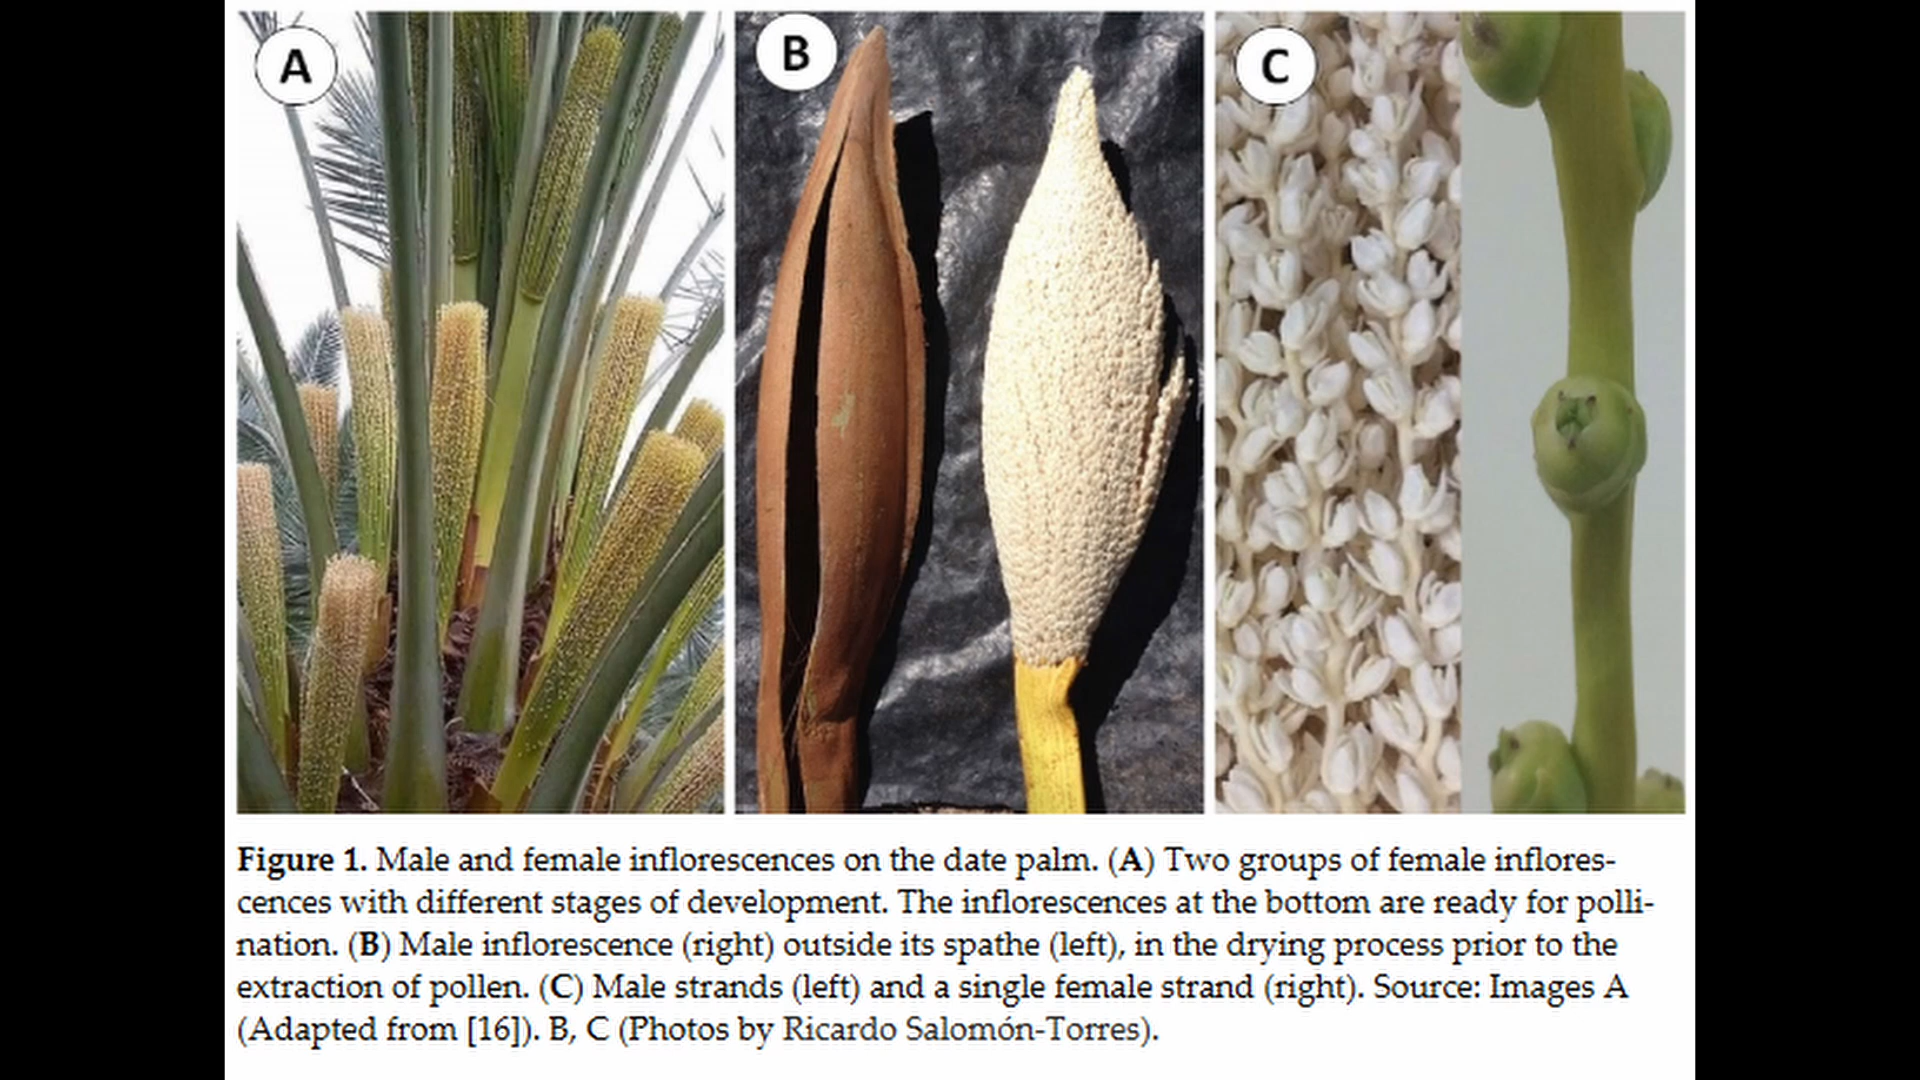 A
B
C
Figure 1. Male and female inflorescences on the date palm. (A) Two groups of female inflores-
cences with different stages of development. The inflorescences at the bottom are ready for polli-
nation. (B) Male inflorescence (right) outside its spathe (left), in the drying process prior to the
extraction of pollen. (C) Male strands (left) and a single female strand (right). Source: Images A
(Adapted from [16]). B, C (Photos by Ricardo Salomón-Torres).